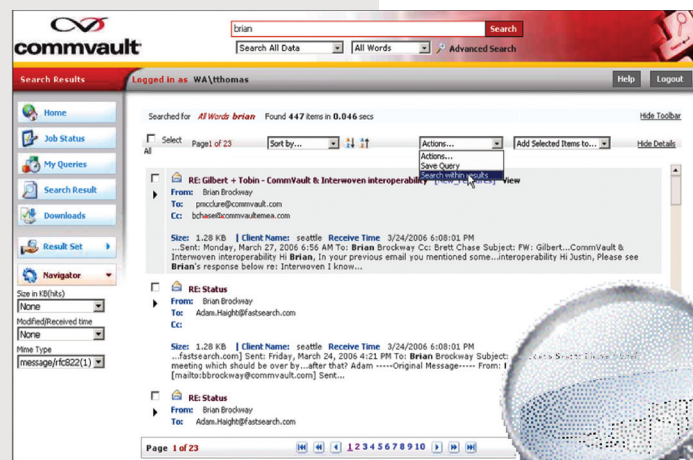 commvault
brian
Search
Search All Data
All Words
Advanced Search
Search Results
Logged in as WA\tthomas
Help
Logout
Home
Job Status
My Queries
Search Result
Downloads
Result Set
Navigator
Size in KB(hits)
None
Modified/Received time
None
Mime Type
message/rfc822(1)
Searched for All Words brian Found 447 items in 0.046 secs
Hide Toolbar
Select All
Page1 of 23
Sort by...
Actions...
Add Selected Items to...
Hide Details
Actions...
Save Query
Search within results
RE: Gilbert + Tobin - CommVault & Interwoven interoperability View
From: Brian Brockway
To: pmcclure@commvault.com
Cc: bchase@commvaultemea.com
Size: 1.28 KB | Client Name: seattle Receive Time 3/24/2006 6:08:01 PM
...Sent: Monday, March 27, 2006 6:56 AM To: Brian Brockway Cc: Brett Chase Subject: FW: Gilbert...CommVault &
Interwoven interoperability Hi Brian, In your previous email you mentioned some...interoperability Hi Justin, Please see
Brian's response below re: Interwoven I know...
RE: Status
From: Brian Brockway
To: Adam.Haight@fastsearch.com
Cc:
Size: 1.28 KB | Client Name: seattle Receive Time 3/24/2006 6:08:01 PM
...fastsearch.com] Sent: Friday, March 24, 2006 4:21 PM To: Brian Brockway Subject:
meeting which should be over by...after that? Adam -----Original Message----- From:
[mailto:bbrockway@commvault.com] Sent...
RE: Status
From: Brian Brockway
To: Adam.Haight@fastsearch.com
Page 1 of 23
1 2 3 4 5 6 7 8 9 10